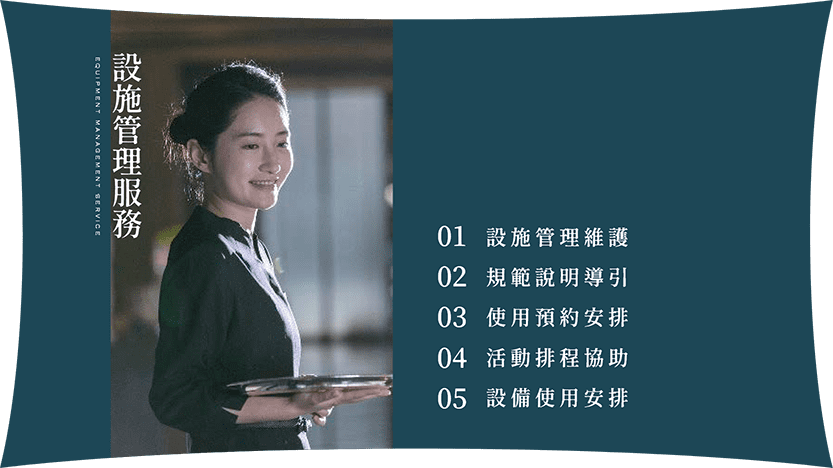 設施管理服務
EQUIPMENT MANAGEMENT SERVICE
01 設施管理維護
02 規範說明導引
03 使用預約安排
04 活動排程協助
05 設備使用安排